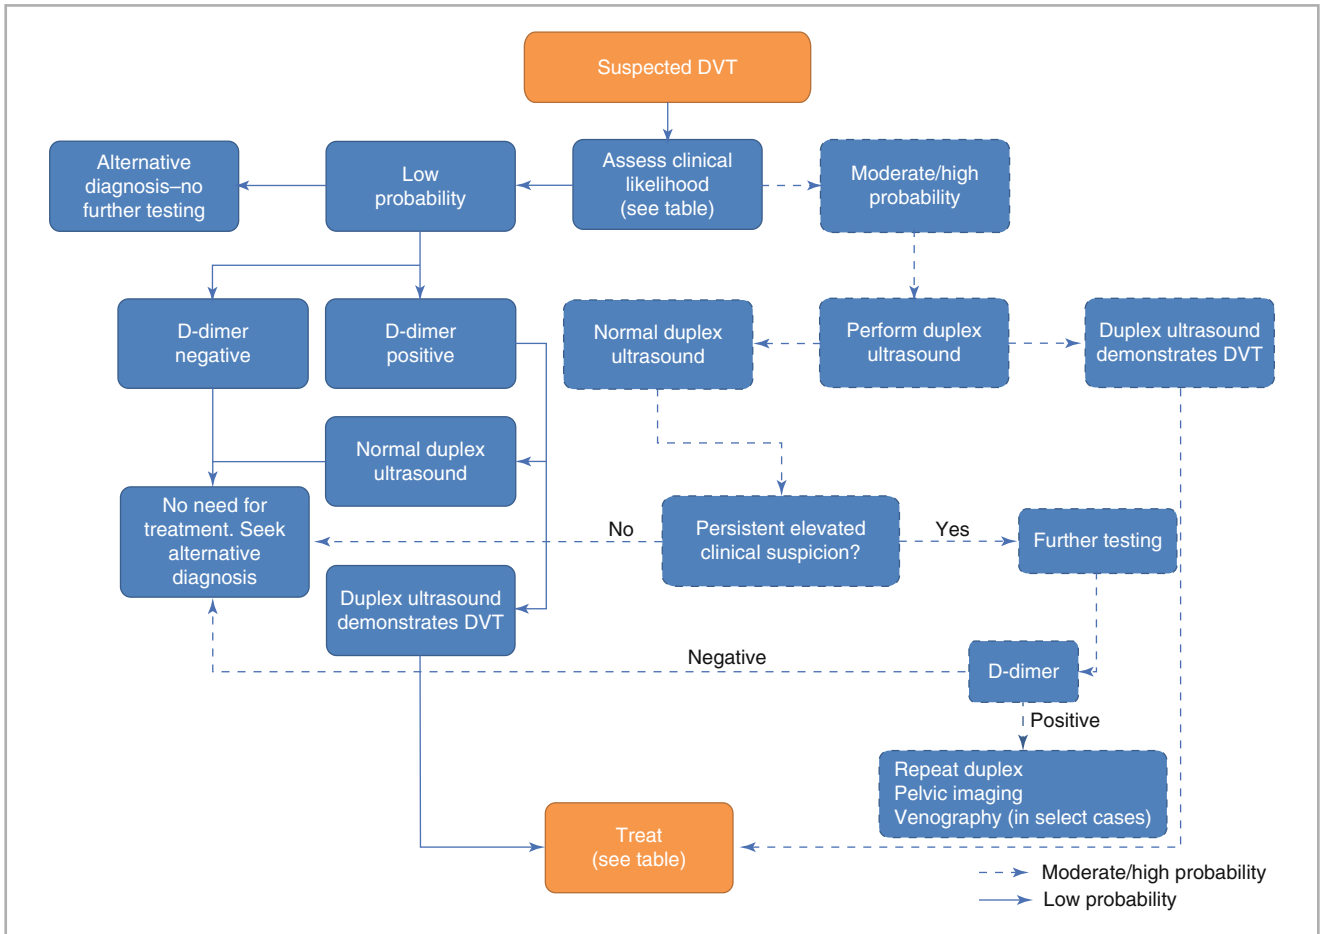 Suspected DVT
Alternative
diagnosis–no
further testing
Low
probability
Assess clinical
likelihood
(see table)
Moderate/high
probability
D-dimer
negative
D-dimer
positive
Normal duplex
ultrasound
Perform duplex
ultrasound
Duplex ultrasound
demonstrates DVT
Normal duplex
ultrasound
No need for
treatment. Seek
alternative
diagnosis
No
Persistent elevated
clinical suspicion?
Yes
Further testing
Duplex ultrasound
demonstrates DVT
Negative
D-dimer
Positive
Repeat duplex
Pelvic imaging
Venography (in select cases)
Treat
(see table)
Moderate/high probability
Low probability